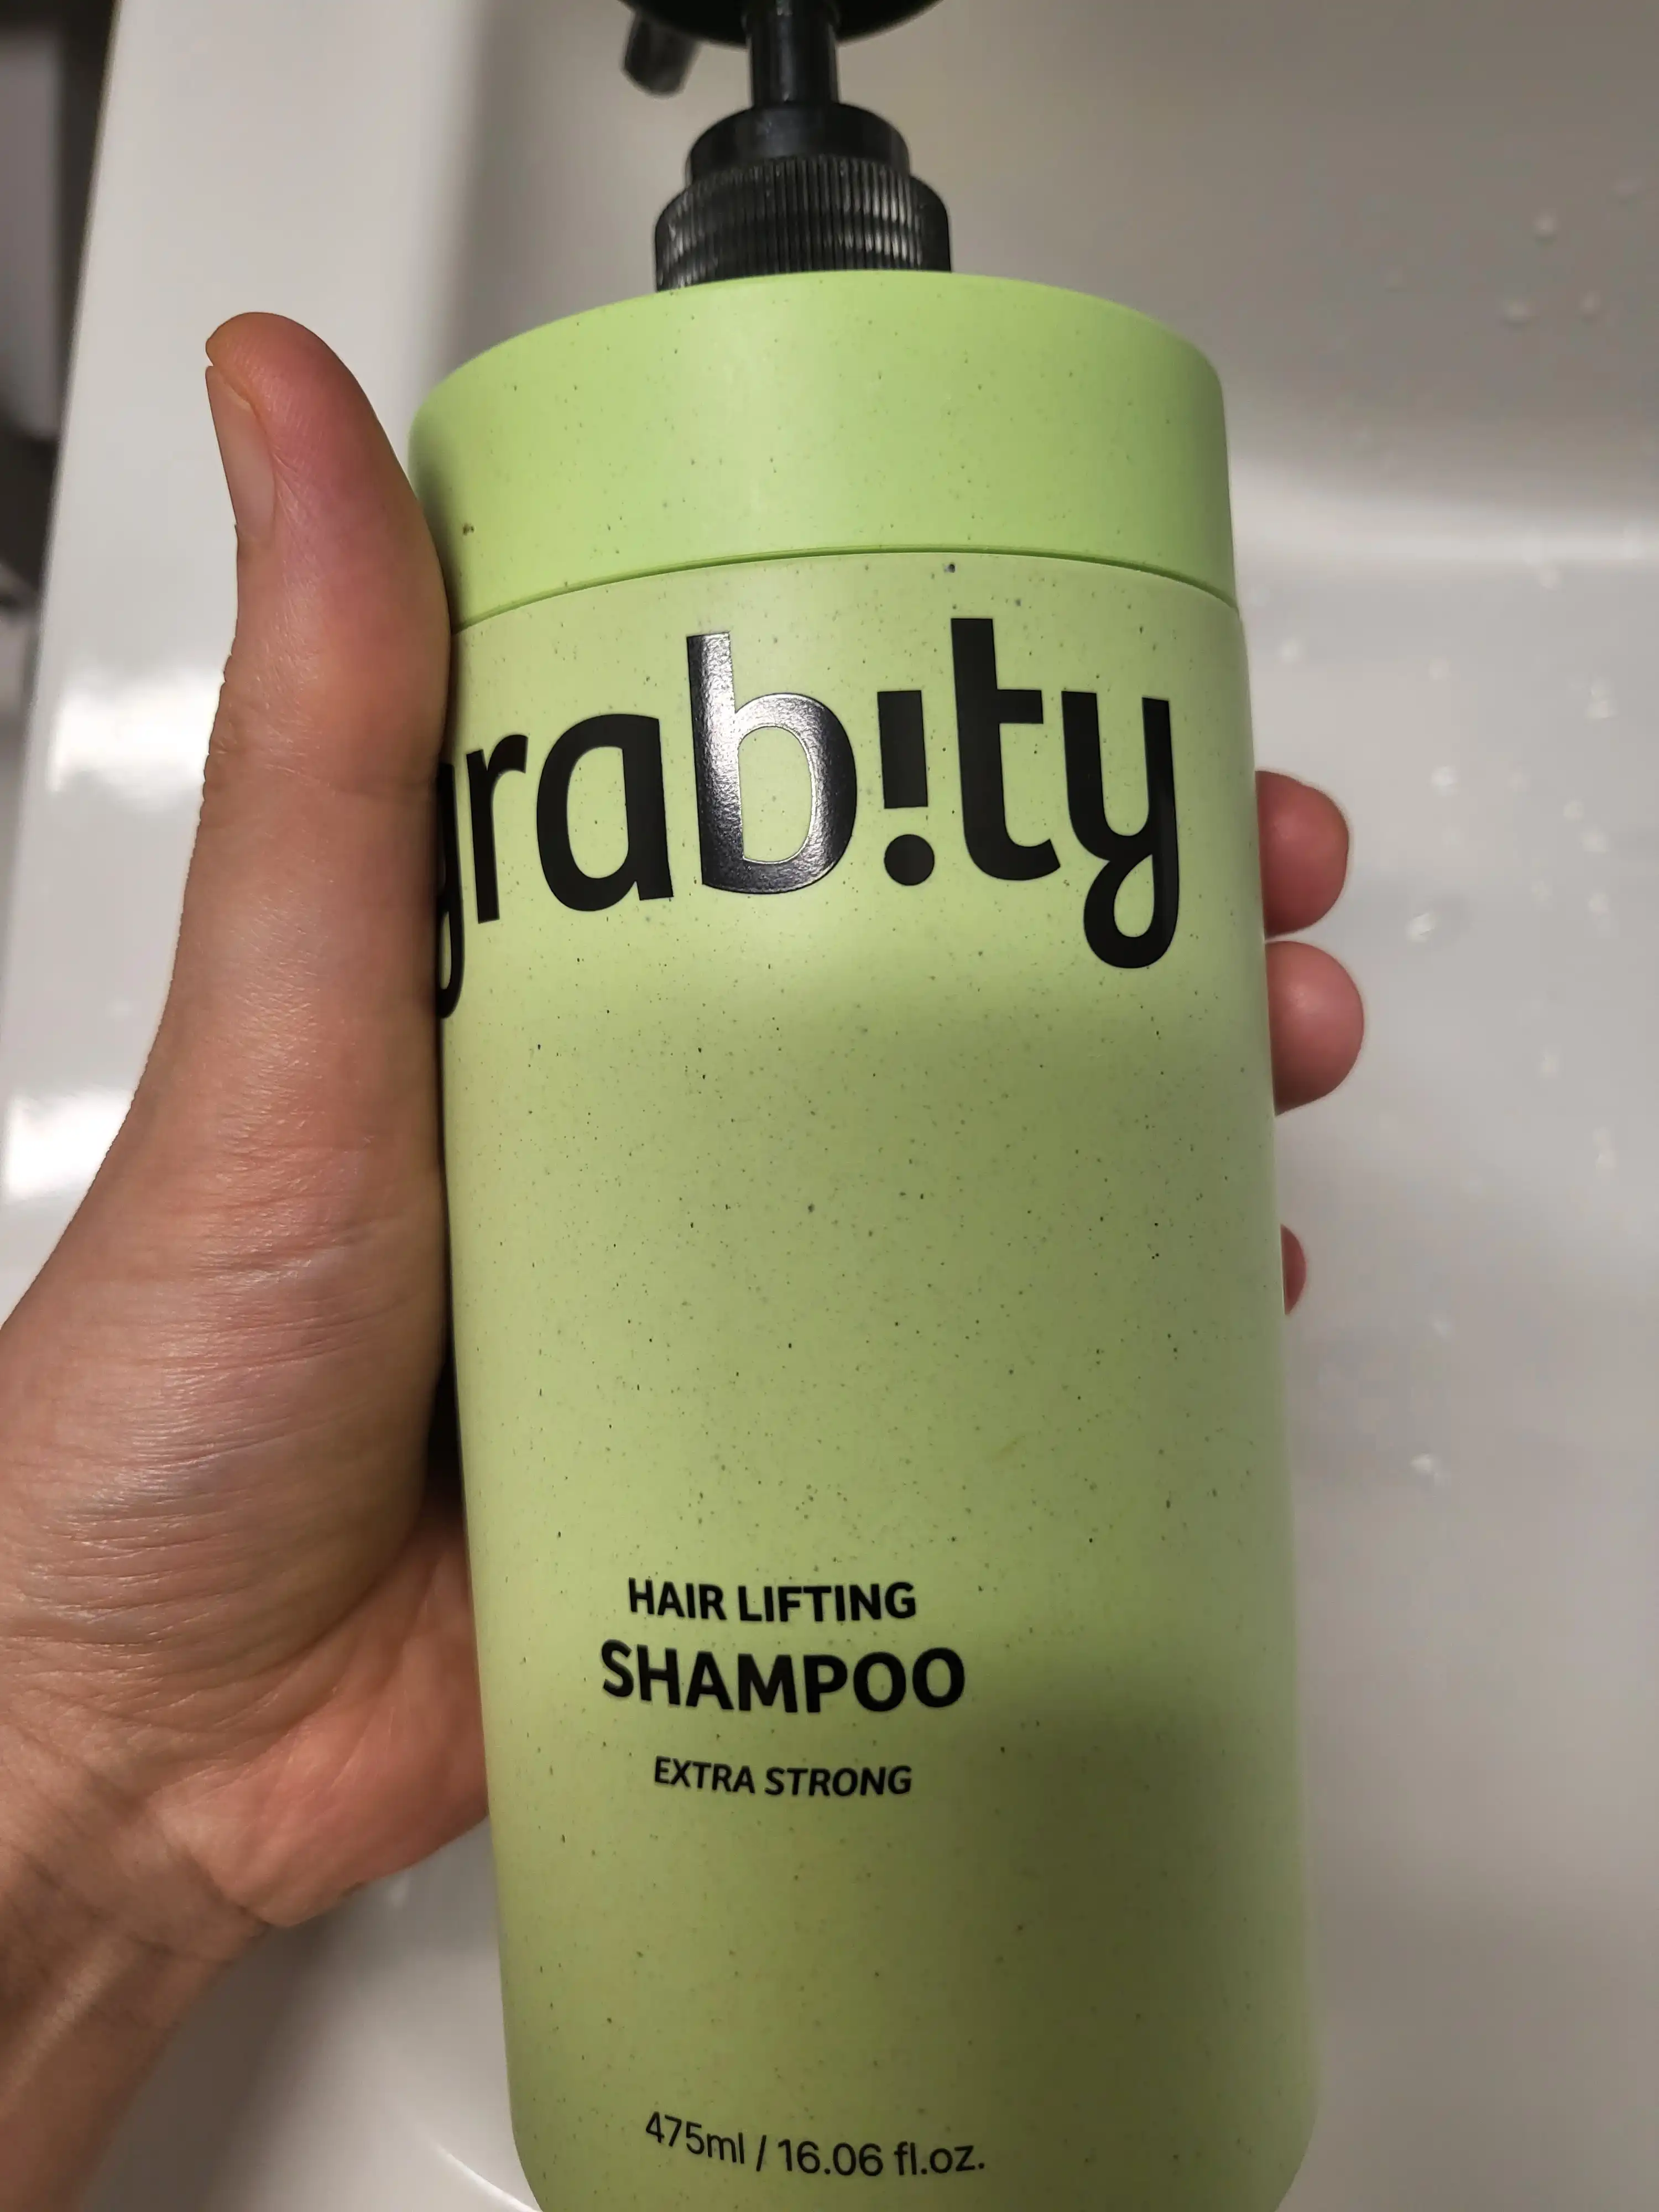 grab!ty
HAIR LIFTING
SHAMPOO
EXTRA STRONG
475ml / 16.06 fl.oz.